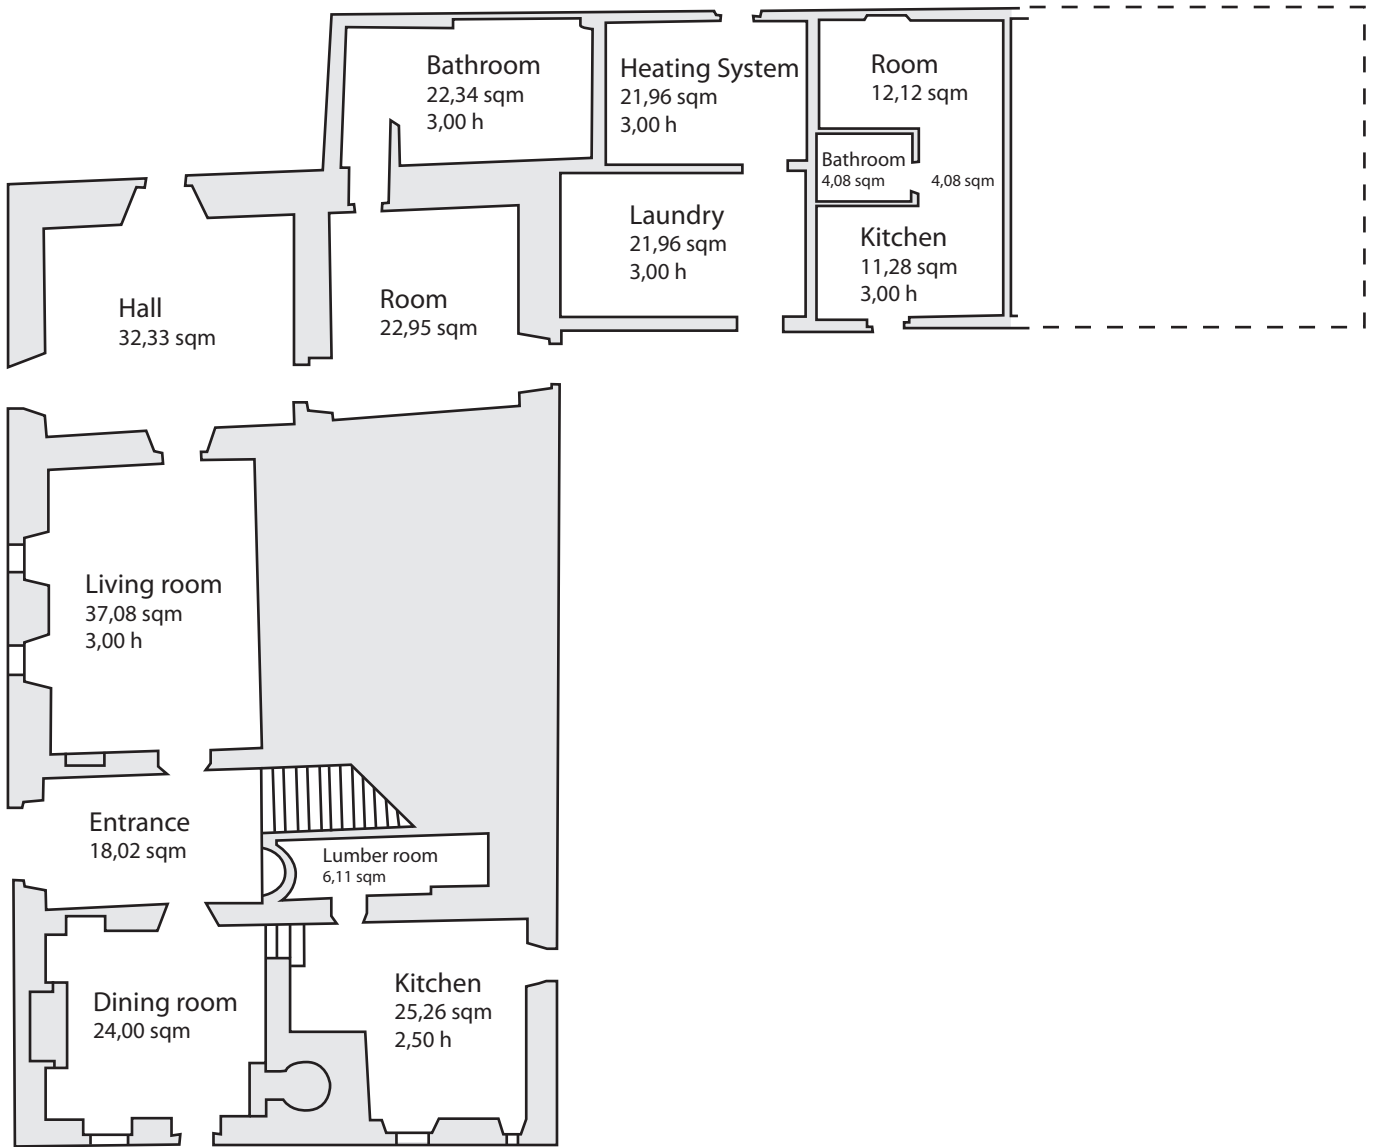 Bathroom
22,34 sqm
3,00 h
Heating System
21,96 sqm
3,00 h
Room
12,12 sqm
Bathroom
4,08 sqm
4,08 sqm
Laundry
21,96 sqm
3,00 h
Kitchen
11,28 sqm
3,00 h
Hall
32,33 sqm
Room
22,95 sqm
Living room
37,08 sqm
3,00 h
Entrance
18,02 sqm
Lumber room
6,11 sqm
Dining room
24,00 sqm
Kitchen
25,26 sqm
2,50 h